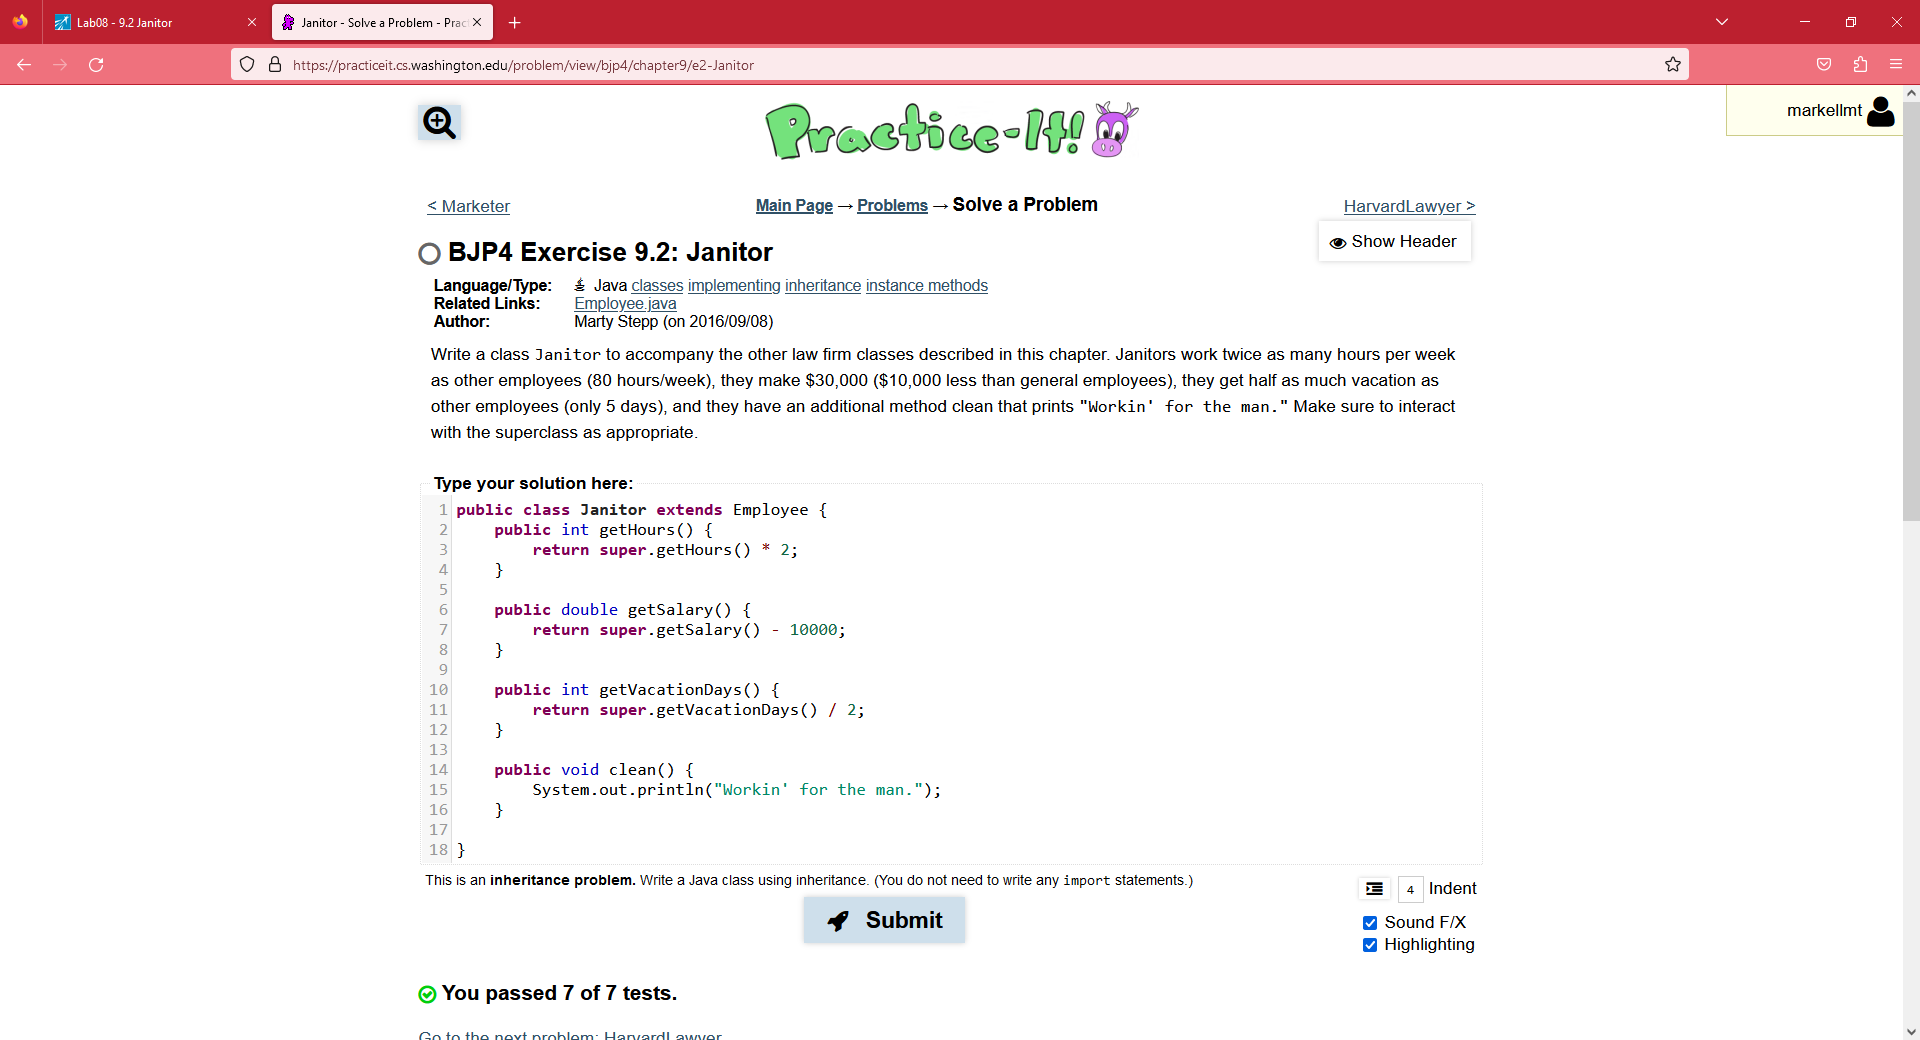 Lab08 - 9.2 Janitor
Janitor - Solve a Problem - Prac
https://practiceit.cs.washington.edu/problem/view/bjp4/chapter9/e2-Janitor
Practice-It!
markellmt
< Marketer
Main Page → Problems → Solve a Problem
HarvardLawyer >
Show Header
BJP4 Exercise 9.2: Janitor
Language/Type: Java classes implementing inheritance instance methods
Related Links: Employee.java
Author: Marty Stepp (on 2016/09/08)
Write a class Janitor to accompany the other law firm classes described in this chapter. Janitors work twice as many hours per week
as other employees (80 hours/week), they make $30,000 ($10,000 less than general employees), they get half as much vacation as
other employees (only 5 days), and they have an additional method clean that prints "Workin' for the man." Make sure to interact
with the superclass as appropriate.
Type your solution here:
1 public class Janitor extends Employee {
2     public int getHours() {
3         return super.getHours() * 2;
4     }
5
6     public double getSalary() {
7         return super.getSalary() - 10000;
8     }
9
10     public int getVacationDays() {
11         return super.getVacationDays() / 2;
12     }
13
14     public void clean() {
15         System.out.println("Workin' for the man.");
16     }
17
18 }
This is an inheritance problem. Write a Java class using inheritance. (You do not need to write any import statements.)
4 Indent
Submit
Sound F/X
Highlighting
You passed 7 of 7 tests.
Go to the next problem: HarvardLawyer